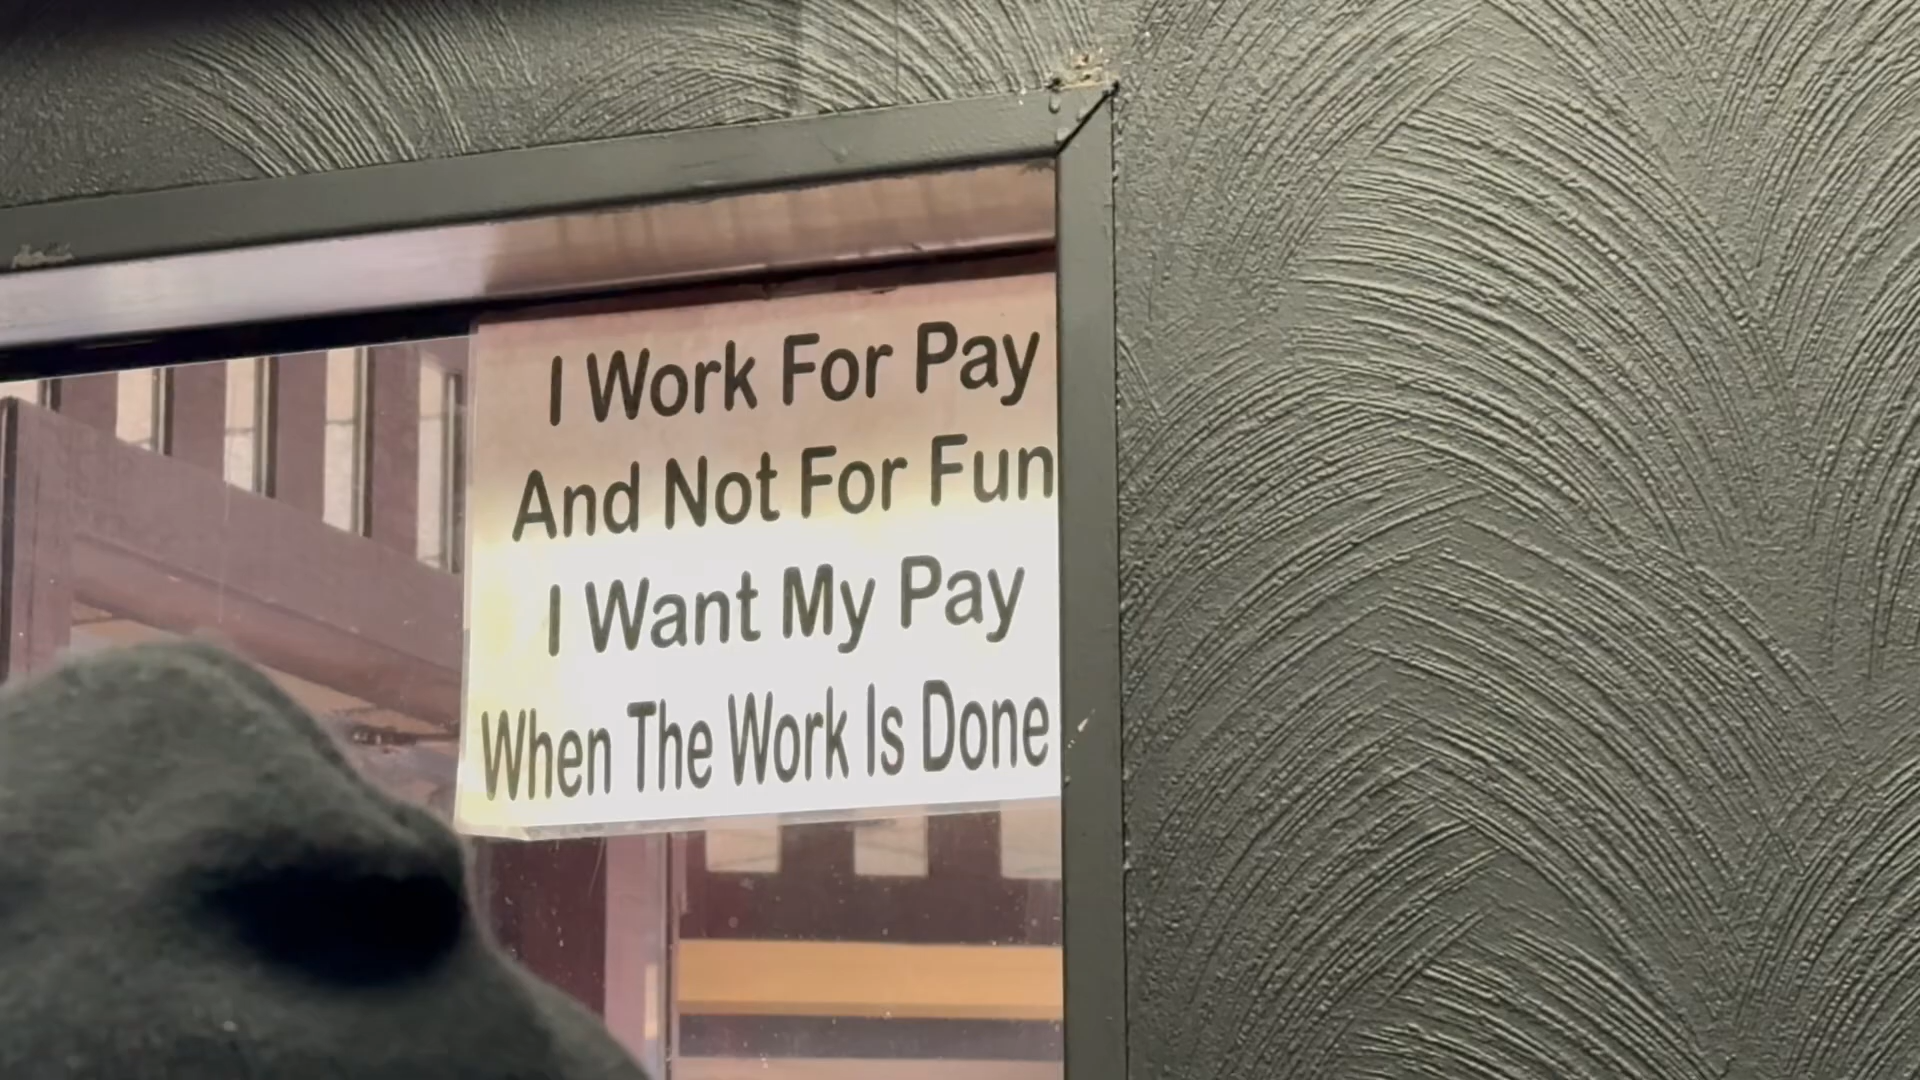 I Work For Pay
And Not For Fun
I Want My Pay
When The Work Is Done